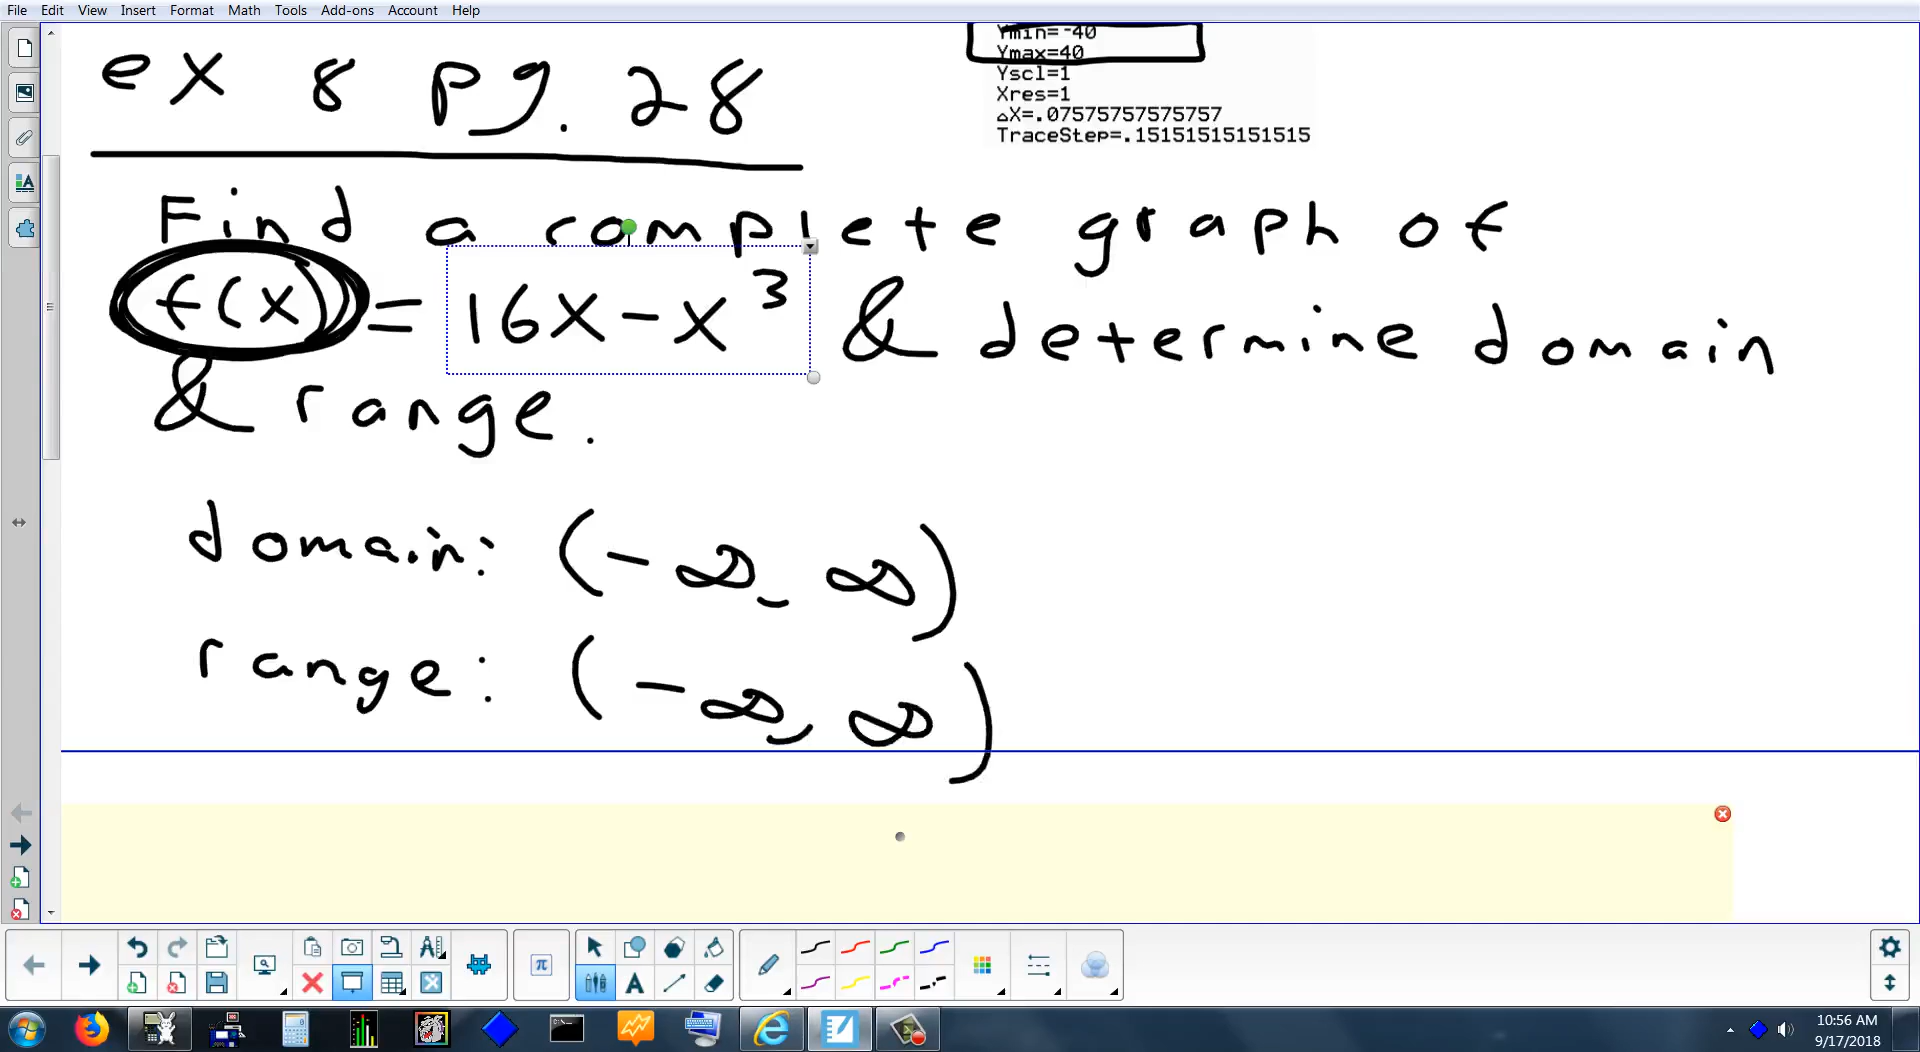 File Edit View Insert Format Math Tools Add-ons Account Help
Ymin=-40
Ymax=40
Yscl=1
Xres=1
△X=.07575757575757
TraceStep=.15151515151515
ex 8 pg. 28
Find a complete graph of
f(x) = 16x - x³ & determine domain
& range.
domain: (-∞, ∞)
range: (-∞, ∞)
π
A
10:56 AM
9/17/2018